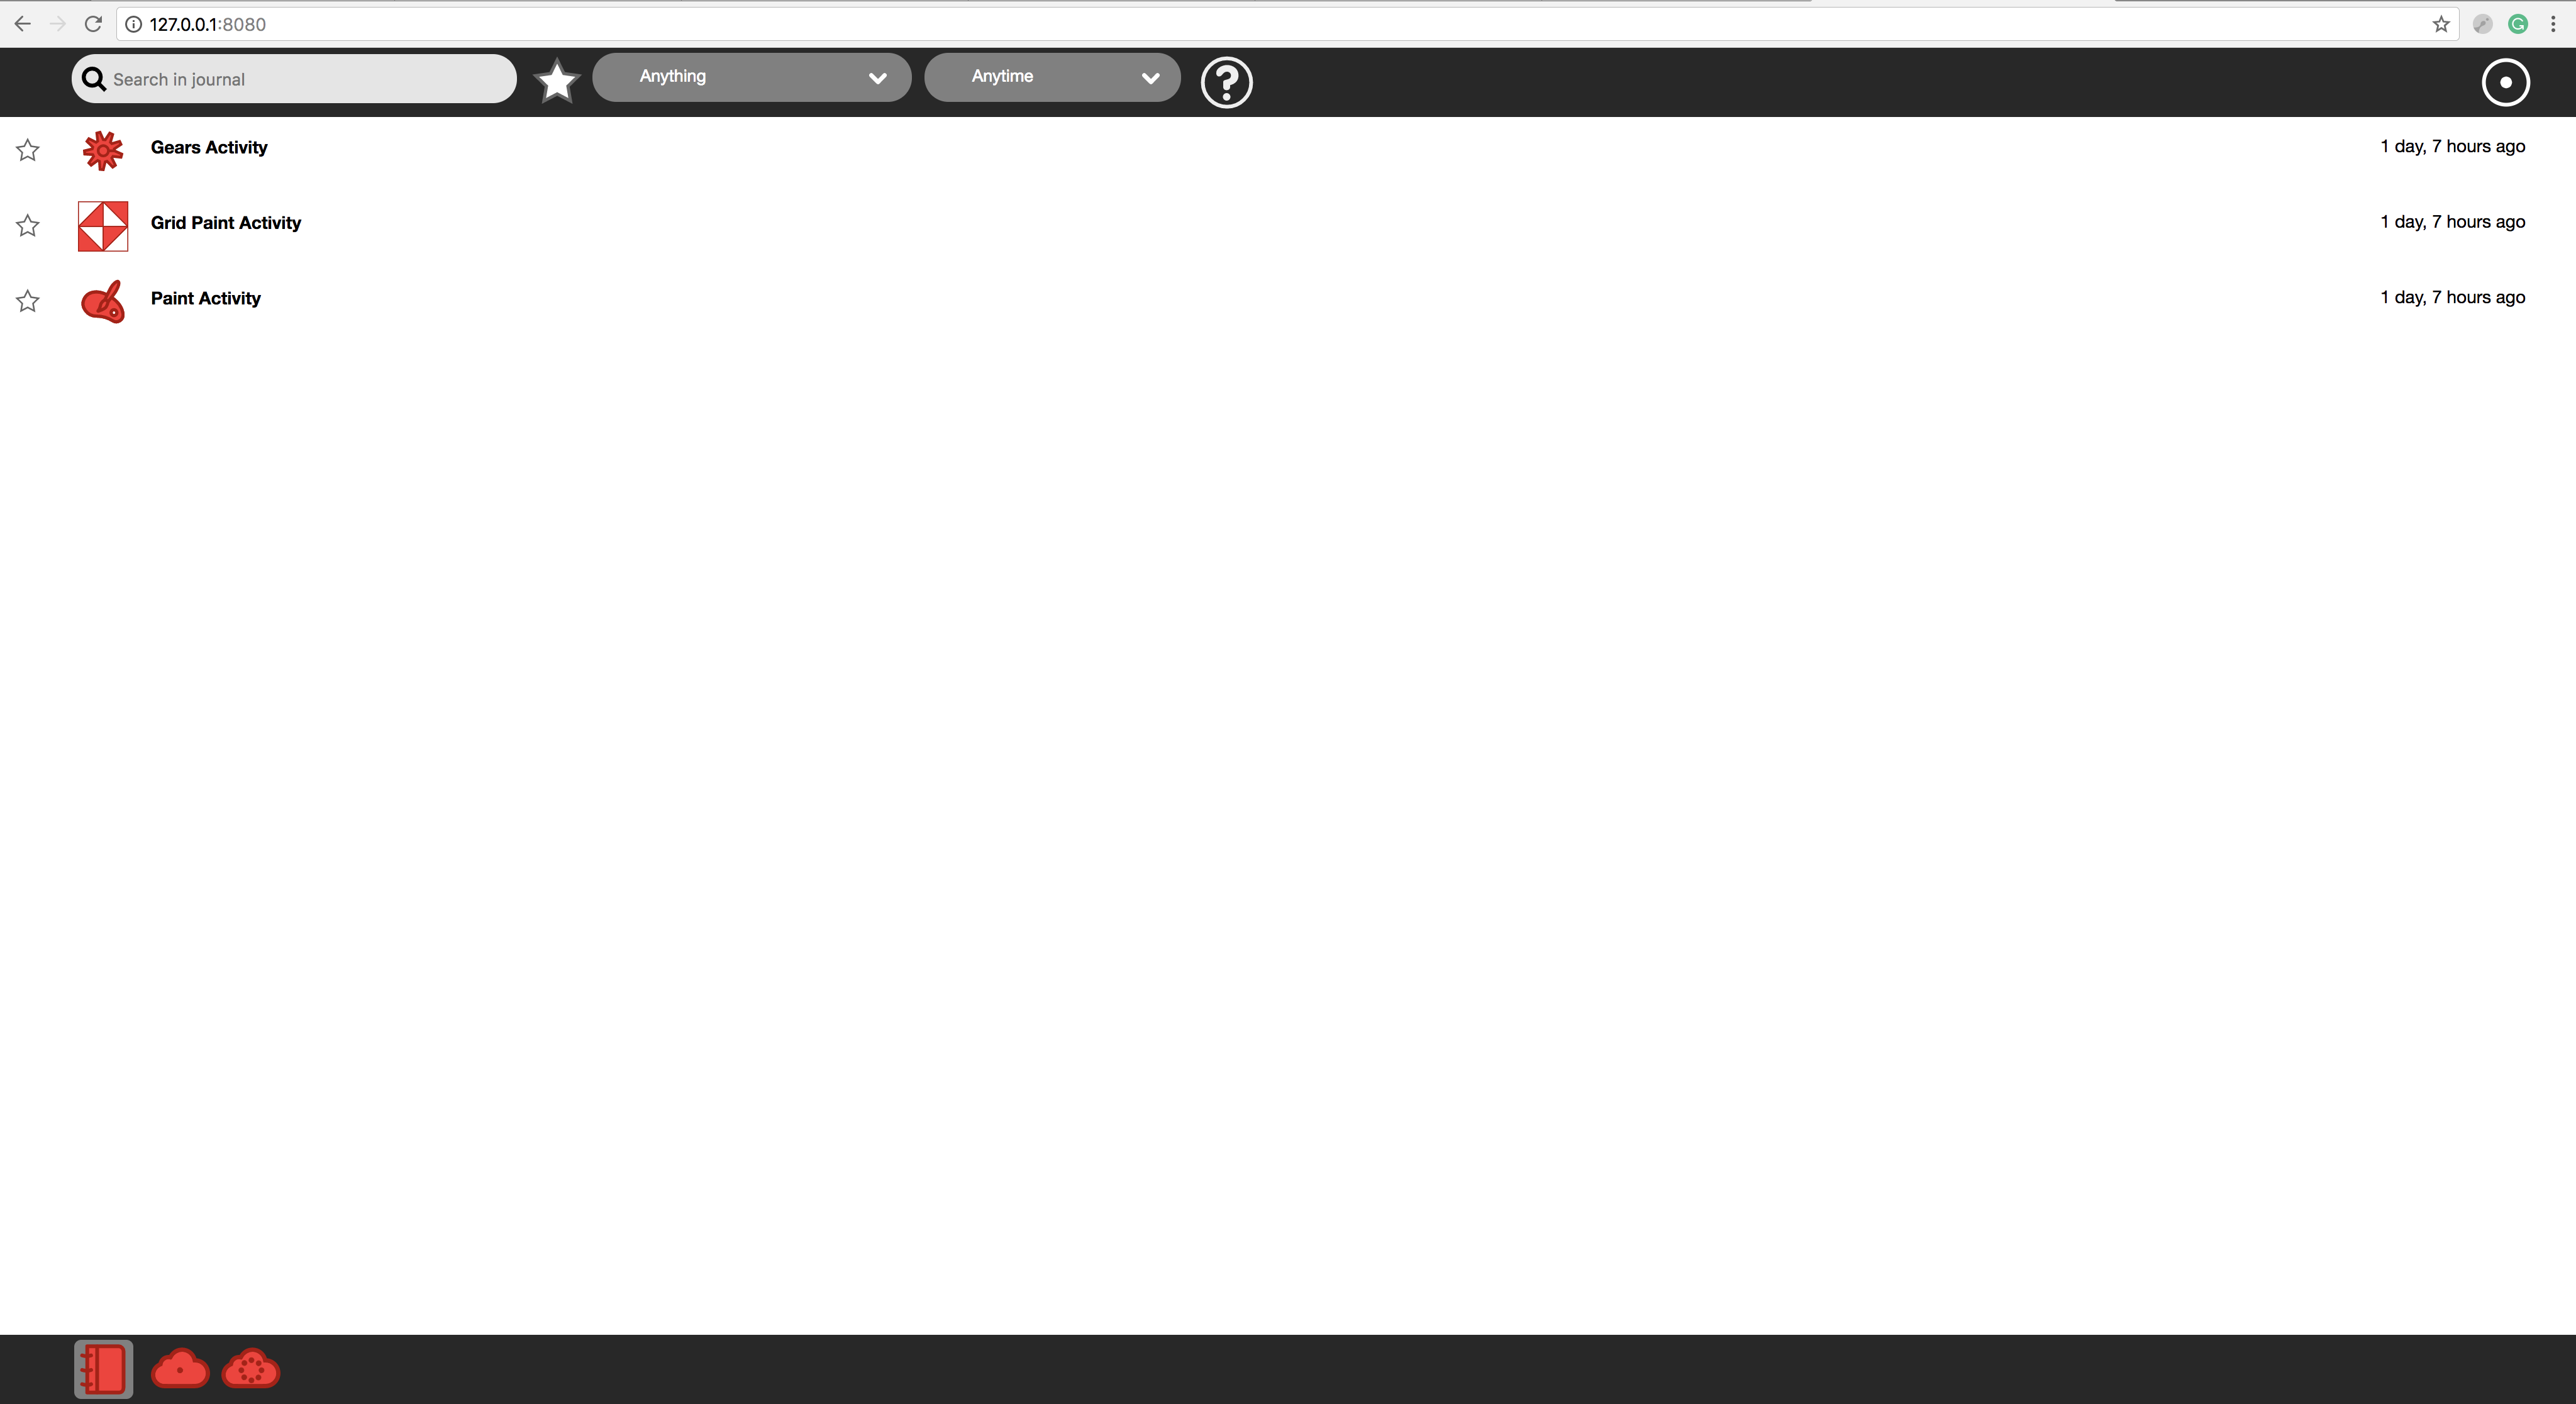 127.0.0.1:8080
Search in journal Anything Anytime
Gears Activity 1 day, 7 hours ago
Grid Paint Activity 1 day, 7 hours ago
Paint Activity 1 day, 7 hours ago